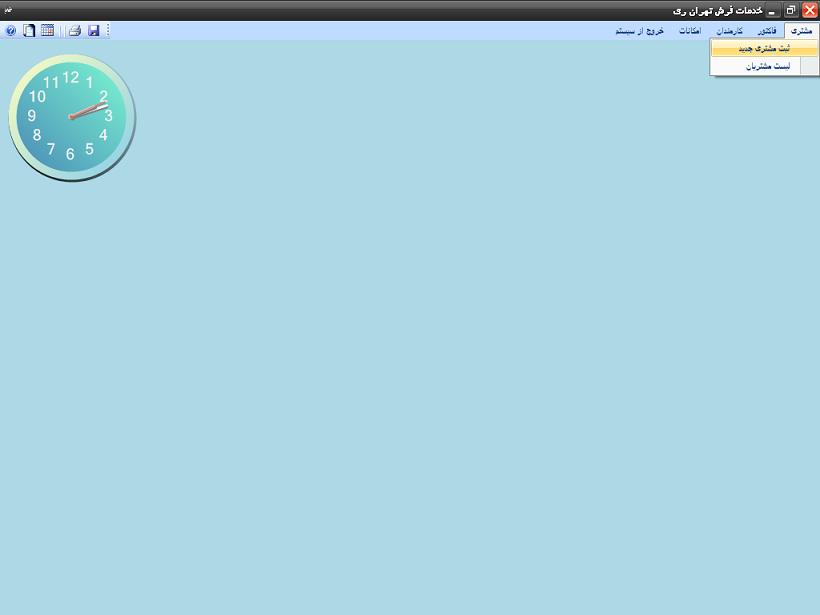 خدمات فرش تهران ری
مشتری فاکتور کارمندان امکانات خروج از سیستم
ثبت مشتری جدید
لیست مشتریان
12
11 1
10 2
9 3
8 4
7 5
6